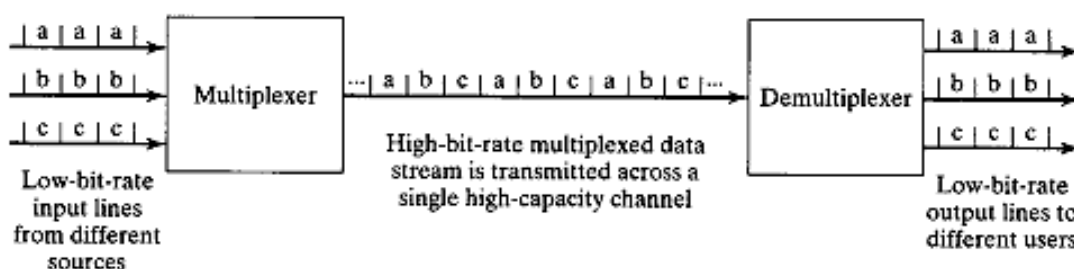 | a | a | a |
| b | b | b |
| c | c | c |
Low-bit-rate
input lines
from different
sources
Multiplexer
...| a | b | c | a | b | c | a | b | c |...
High-bit-rate multiplexed data
stream is transmitted across a
single high-capacity channel
Demultiplexer
| a | a | a |
| b | b | b |
| c | c | c |
Low-bit-rate
output lines to
different users